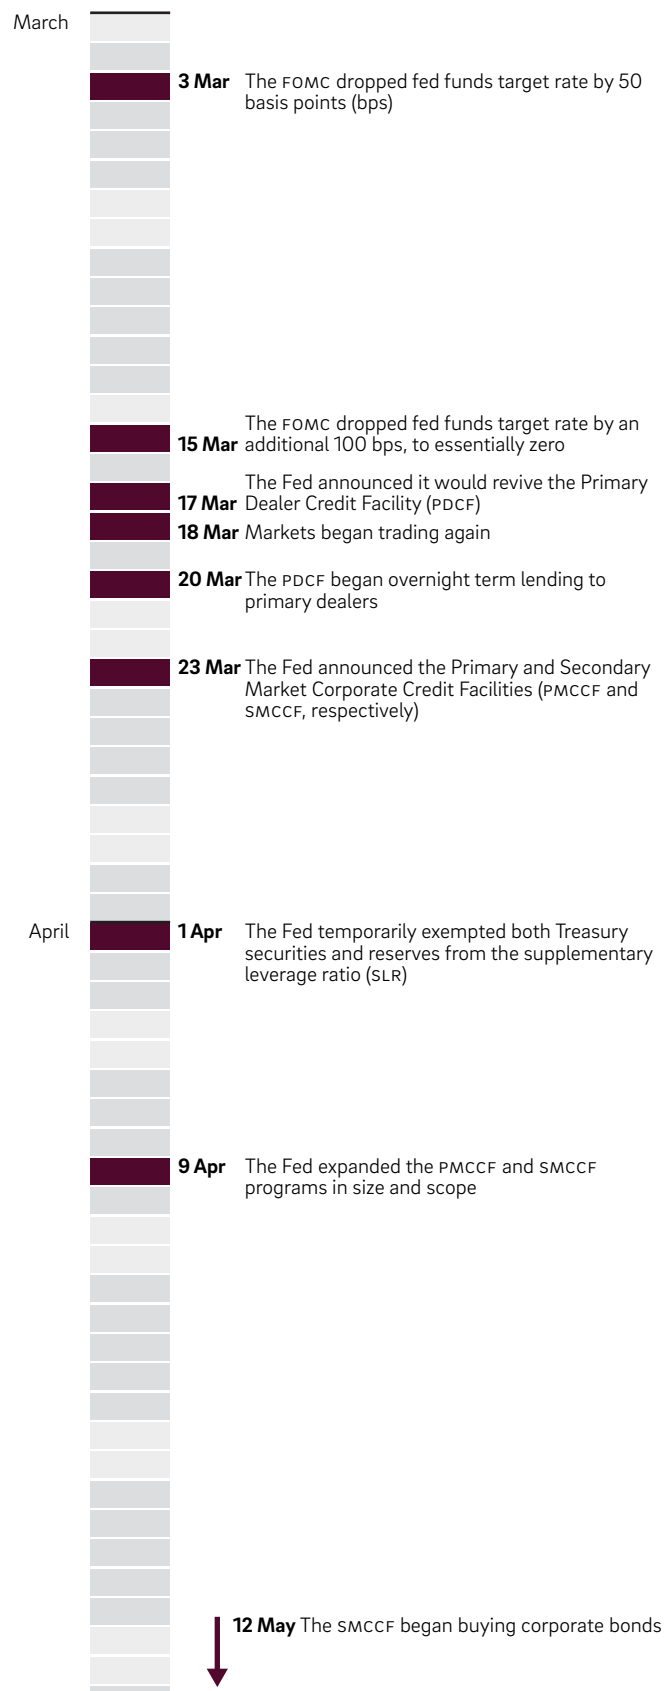 March
3 Mar The FOMC dropped fed funds target rate by 50
basis points (bps)
The FOMC dropped fed funds target rate by an
15 Mar additional 100 bps, to essentially zero
The Fed announced it would revive the Primary
17 Mar Dealer Credit Facility (PDCF)
18 Mar Markets began trading again
20 Mar The PDCF began overnight term lending to
primary dealers
23 Mar The Fed announced the Primary and Secondary
Market Corporate Credit Facilities (PMCCF and
SMCCF, respectively)
April 1 Apr The Fed temporarily exempted both Treasury
securities and reserves from the supplementary
leverage ratio (SLR)
9 Apr The Fed expanded the PMCCF and SMCCF
programs in size and scope
12 May The SMCCF began buying corporate bonds